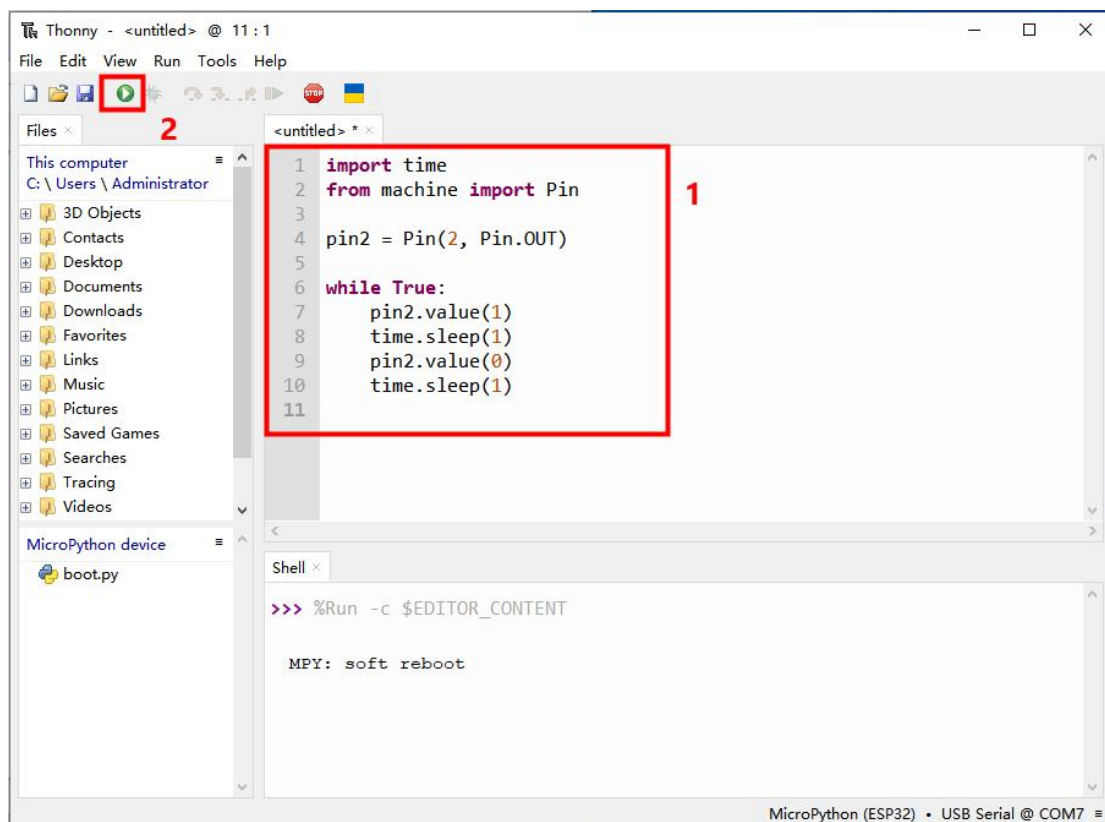 Thonny - <untitled> @ 11 : 1
File Edit View Run Tools Help
STOP
2
Files
<untitled> *
This computer
C: \ Users \ Administrator
3D Objects
Contacts
Desktop
Documents
Downloads
Favorites
Links
Music
Pictures
Saved Games
Searches
Tracing
Videos
1
1 import time
2 from machine import Pin
3
4 pin2 = Pin(2, Pin.OUT)
5
6 while True:
7     pin2.value(1)
8     time.sleep(1)
9     pin2.value(0)
10     time.sleep(1)
11
MicroPython device
boot.py
Shell
>>> %Run -c $EDITOR_CONTENT
MPY: soft reboot
MicroPython (ESP32) • USB Serial @ COM7 ≡